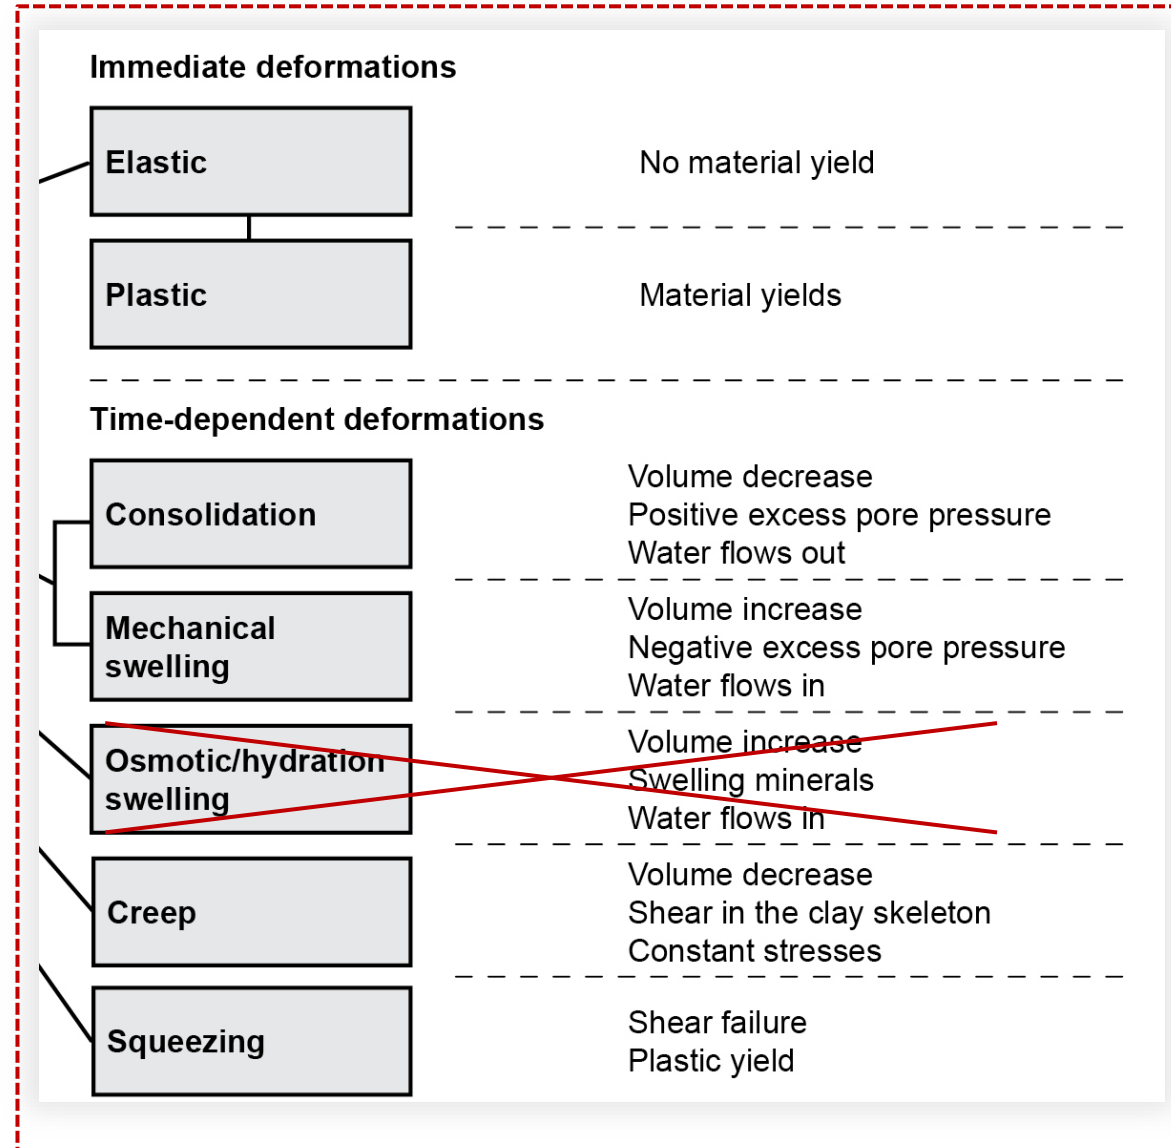 Immediate deformations
Elastic
No material yield
Plastic
Material yields
Time-dependent deformations
Consolidation
Volume decrease
Positive excess pore pressure
Water flows out
Mechanical
swelling
Volume increase
Negative excess pore pressure
Water flows in
Osmotic/hydration
swelling
Volume increase
Swelling minerals
Water flows in
Creep
Volume decrease
Shear in the clay skeleton
Constant stresses
Squeezing
Shear failure
Plastic yield